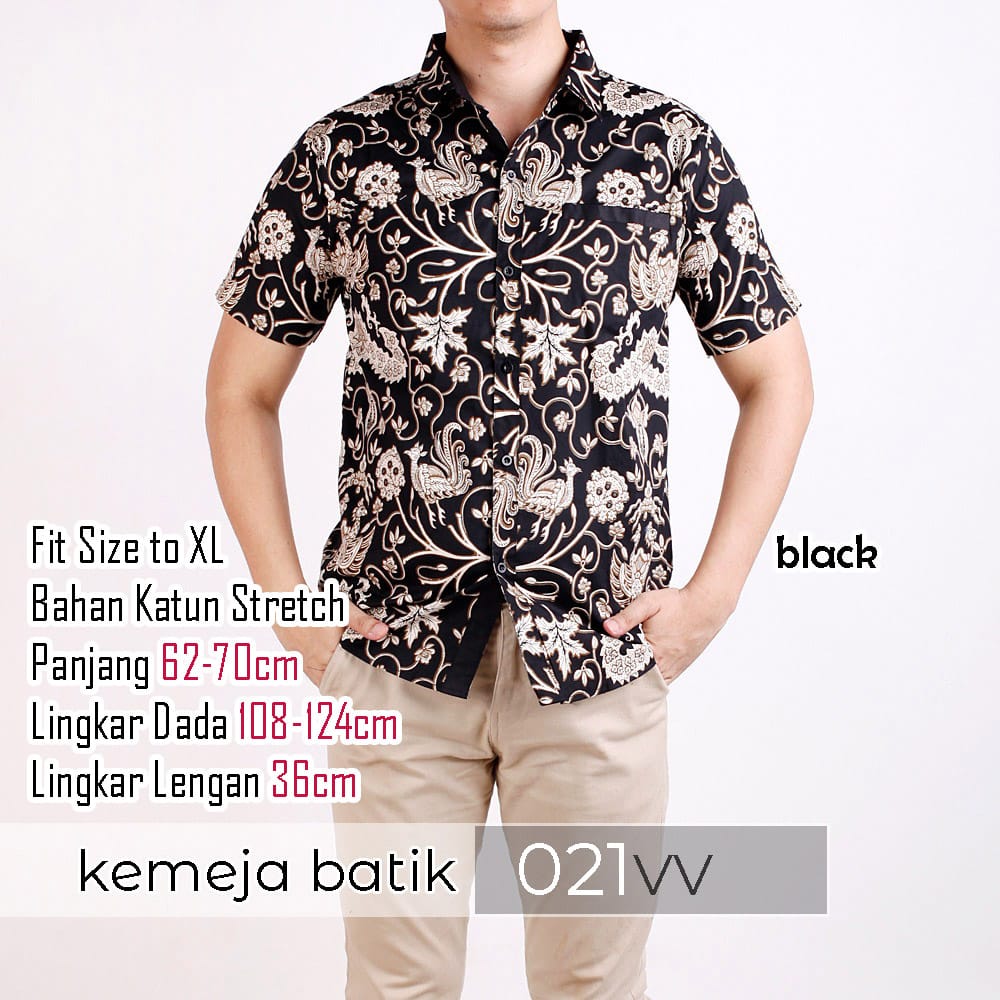 Fit Size to XL
Bahan Katun Stretch
Panjang 62-70cm
Lingkar Dada 108-124cm
Lingkar Lengan 36cm
black
kemeja batik 021vv